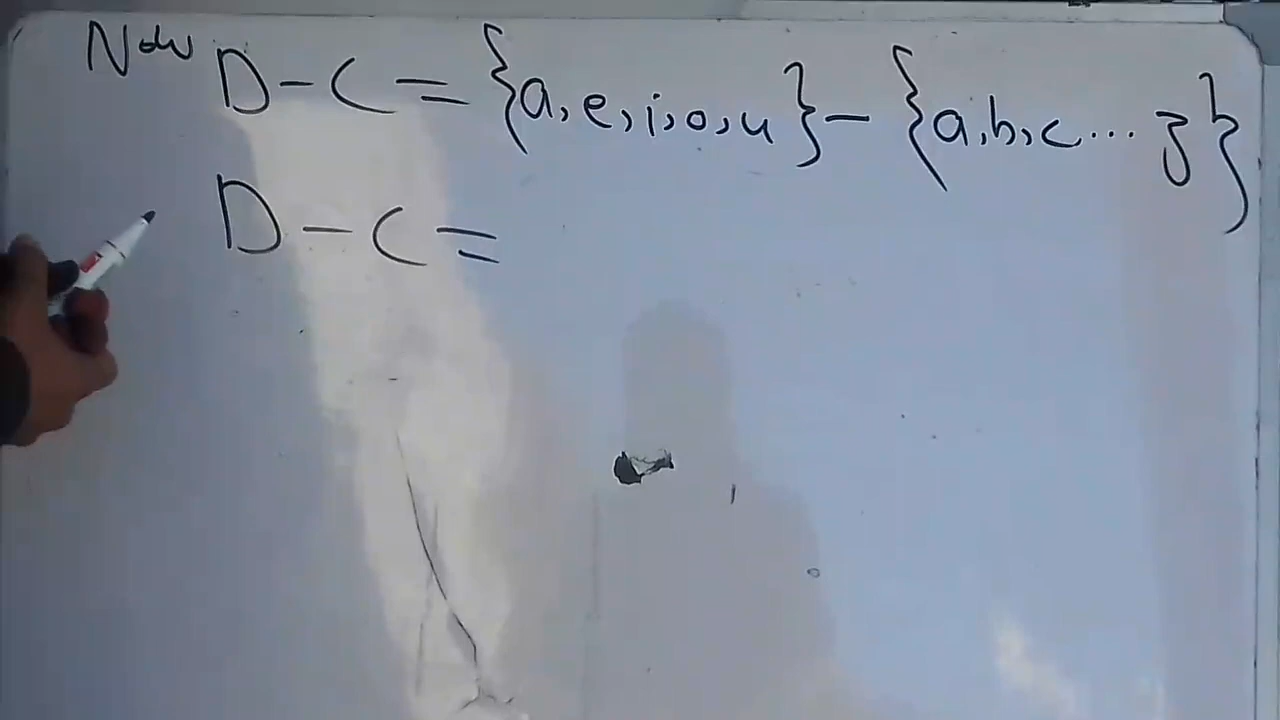 Now D-C = {a,e,i,o,u} - {a,b,c... z}
D-C =